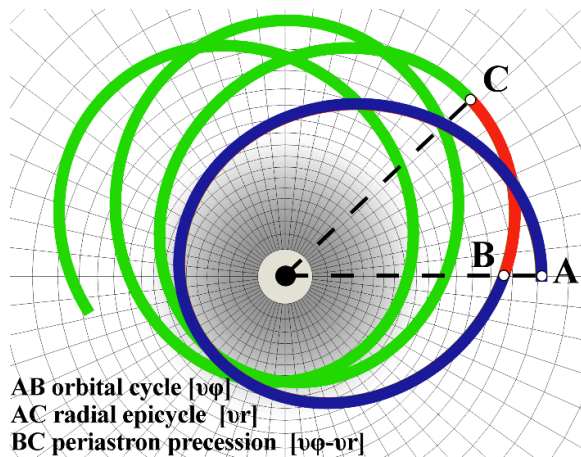 C
B
A
AB orbital cycle [υφ]
AC radial epicycle [υr]
BC periastron precession [υφ-υr]